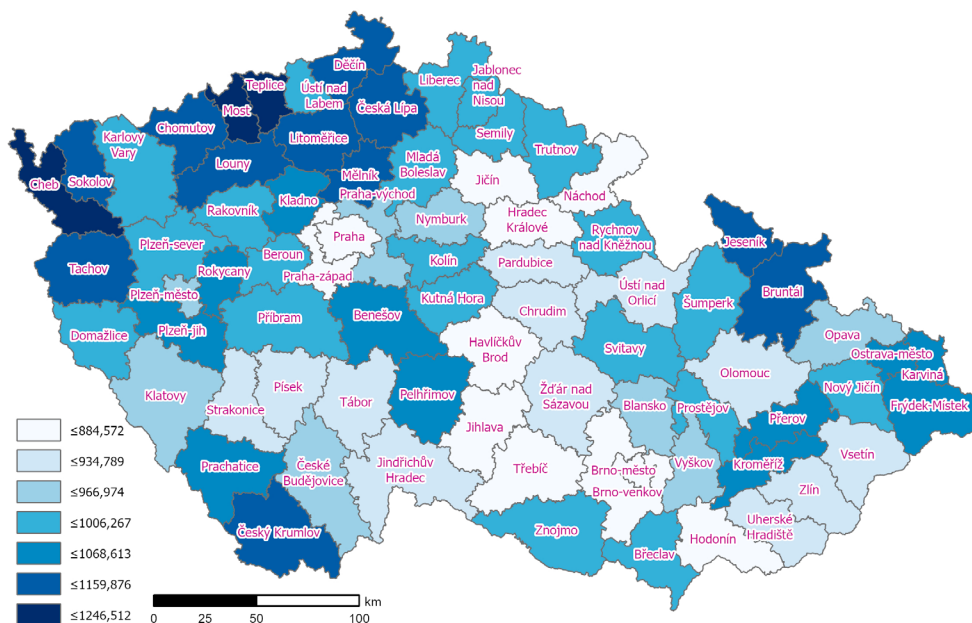 Děčín
Liberec
Jablonec
nad
Nisou
Teplice
Ústí nad
Labem
Most
Česká Lípa
Chomutov
Litoměřice
Semily
Trutnov
Karlovy
Vary
Cheb
Sokolov
Louny
Mělník
Mladá
Boleslav
Jičín
Náchod
Praha-východ
Rakovník
Kladno
Nymburk
Hradec
Králové
Rychnov
nad Kněžnou
Jeseník
Praha
Plzeň-sever
Beroun
Kolín
Pardubice
Tachov
Rokycany
Praha-západ
Ústí nad
Orlicí
Šumperk
Bruntál
Plzeň-město
Kutná Hora
Chrudim
Příbram
Benešov
Domažlice
Plzeň-jih
Opava
Ostrava-město
Havlíčkův
Brod
Svitavy
Karviná
Klatovy
Písek
Tábor
Pelhřimov
Žďár nad
Sázavou
Olomouc
Nový Jičín
Frýdek-Místek
Strakonice
Blansko
Prostějov
Přerov
Jihlava
Vsetín
Prachatice
České
Budějovice
Jindřichův
Hradec
Třebíč
Brno-město
Vyškov
Kroměříž
Brno-venkov
Zlín
Český Krumlov
Znojmo
Uherské
Hradiště
Hodonín
Břeclav
≤884,572
≤934,789
≤966,974
≤1006,267
≤1068,613
≤1159,876
≤1246,512
km
0 25 50 100